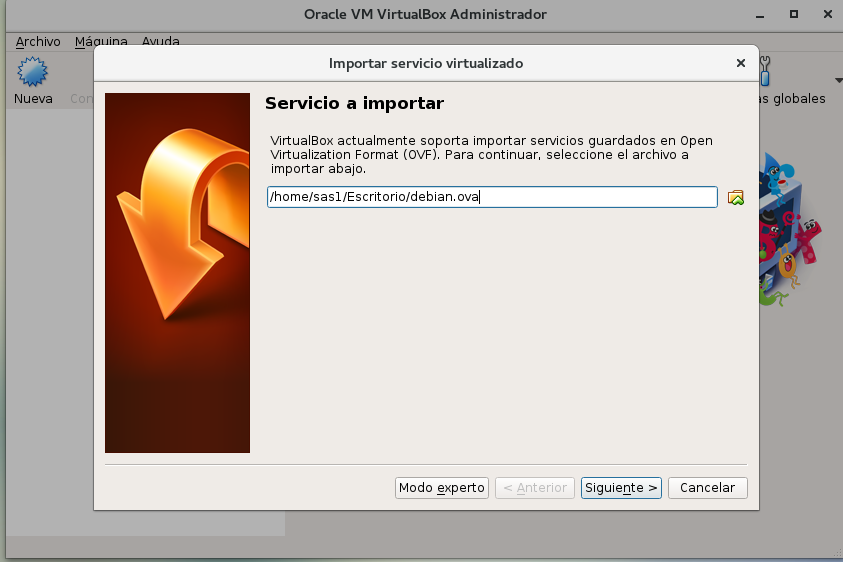 Oracle VM VirtualBox Administrador
Archivo Máquina Ayuda
Nueva Con
as globales
Importar servicio virtualizado
Servicio a importar
VirtualBox actualmente soporta importar servicios guardados en Open
Virtualization Format (OVF). Para continuar, seleccione el archivo a
importar abajo.
/home/sas1/Escritorio/debian.ova
Modo experto < Anterior Siguiente > Cancelar